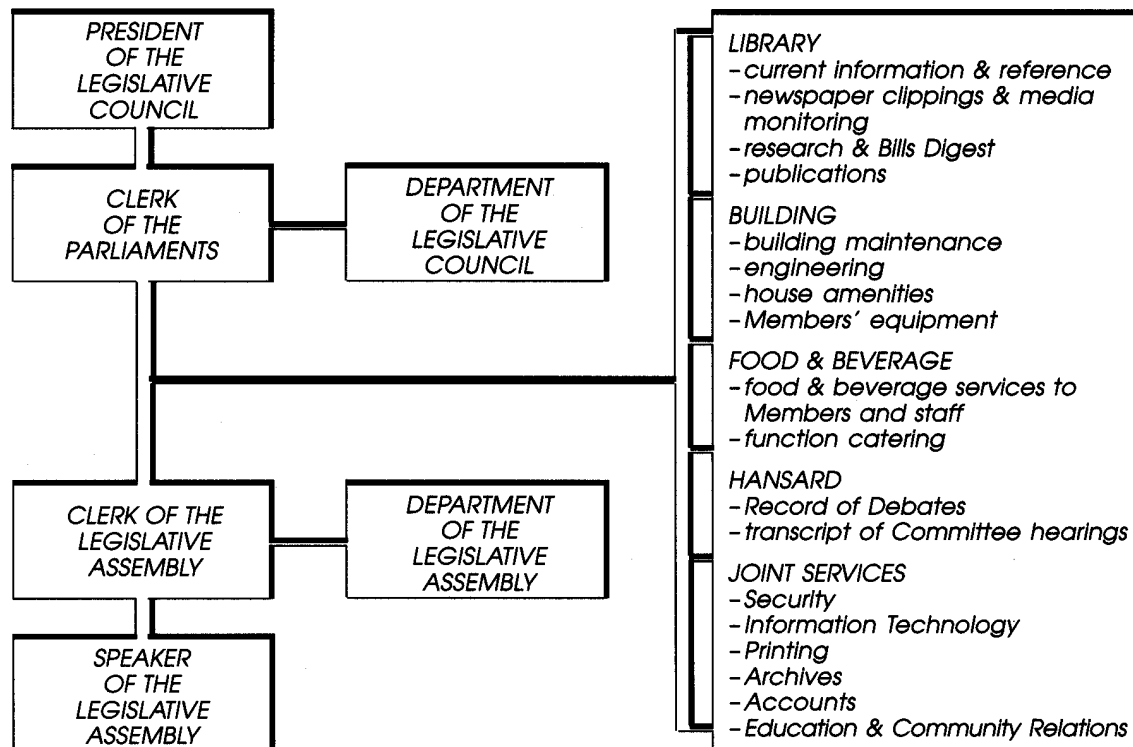 PRESIDENT
OF THE
LEGISLATIVE
COUNCIL
CLERK
OF THE
PARLIAMENTS
DEPARTMENT
OF THE
LEGISLATIVE
COUNCIL
CLERK OF THE
LEGISLATIVE
ASSEMBLY
DEPARTMENT
OF THE
LEGISLATIVE
ASSEMBLY
SPEAKER
OF THE
LEGISLATIVE
ASSEMBLY
LIBRARY
-current information & reference
-newspaper clippings & media
monitoring
-research & Bills Digest
-publications
BUILDING
-building maintenance
-engineering
-house amenities
-Members' equipment
FOOD & BEVERAGE
-food & beverage services to
Members and staff
-function catering
HANSARD
-Record of Debates
-transcript of Committee hearings
JOINT SERVICES
-Security
-Information Technology
-Printing
-Archives
-Accounts
-Education & Community Relations